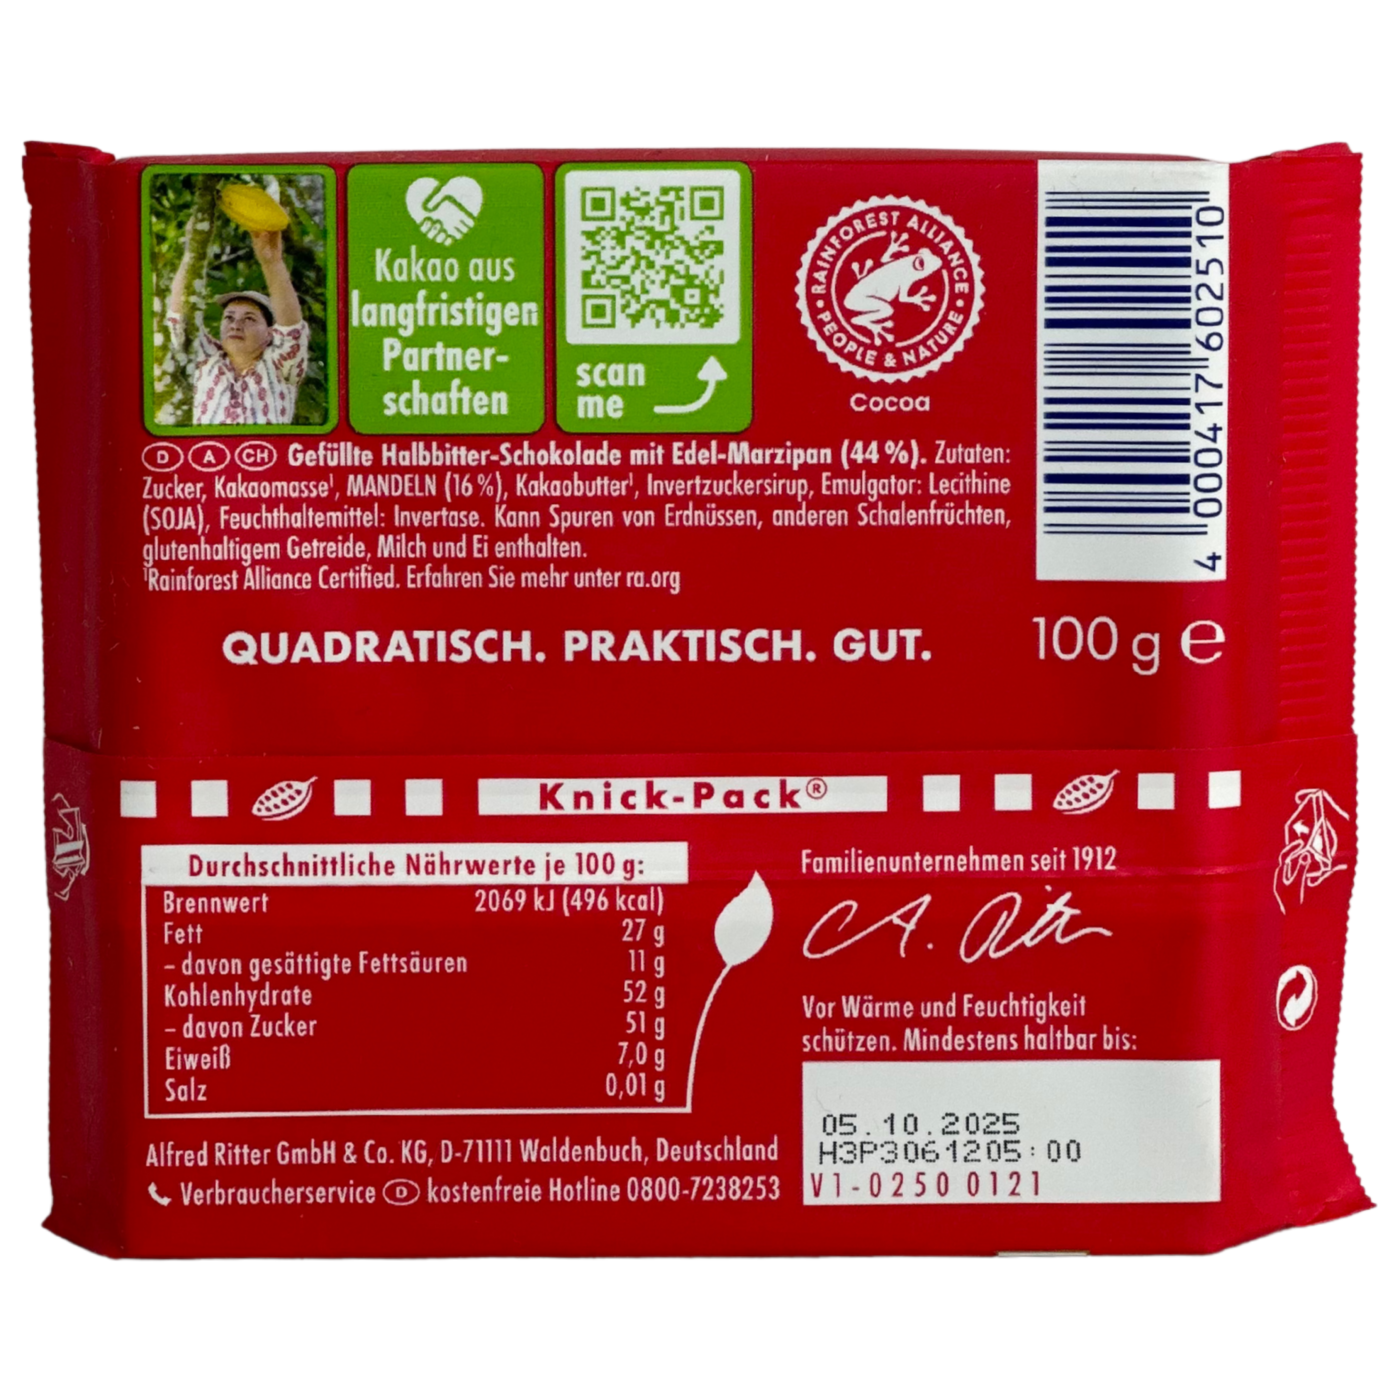 Kakao aus
langfristigen
Partner-
schaften
scan
me
RAINFOREST ALLIANCE
PEOPLE & NATURE
Cocoa
4 000417 602510
D A CH Gefüllte Halbbitter-Schokolade mit Edel-Marzipan (44 %). Zutaten:
Zucker, Kakaomasse¹, MANDELN (16 %), Kakaobutter¹, Invertzuckersirup, Emulgator: Lecithine
(SOJA), Feuchthaltemittel: Invertase. Kann Spuren von Erdnüssen, anderen Schalenfrüchten,
glutenhaltigem Getreide, Milch und Ei enthalten.
¹Rainforest Alliance Certified. Erfahren Sie mehr unter ra.org
QUADRATISCH. PRAKTISCH. GUT.
100 g e
Knick-Pack®
Durchschnittliche Nährwerte je 100 g:
Brennwert 2069 kJ (496 kcal)
Fett 27 g
– davon gesättigte Fettsäuren 11 g
Kohlenhydrate 52 g
– davon Zucker 51 g
Eiweiß 7,0 g
Salz 0,01 g
Alfred Ritter GmbH & Co. KG, D-71111 Waldenbuch, Deutschland
Verbraucherservice D kostenfreie Hotline 0800-7238253
Familienunternehmen seit 1912
A. Ritter
Vor Wärme und Feuchtigkeit
schützen. Mindestens haltbar bis:
05.10.2025
H3P3061205:00
V1-0250 0121